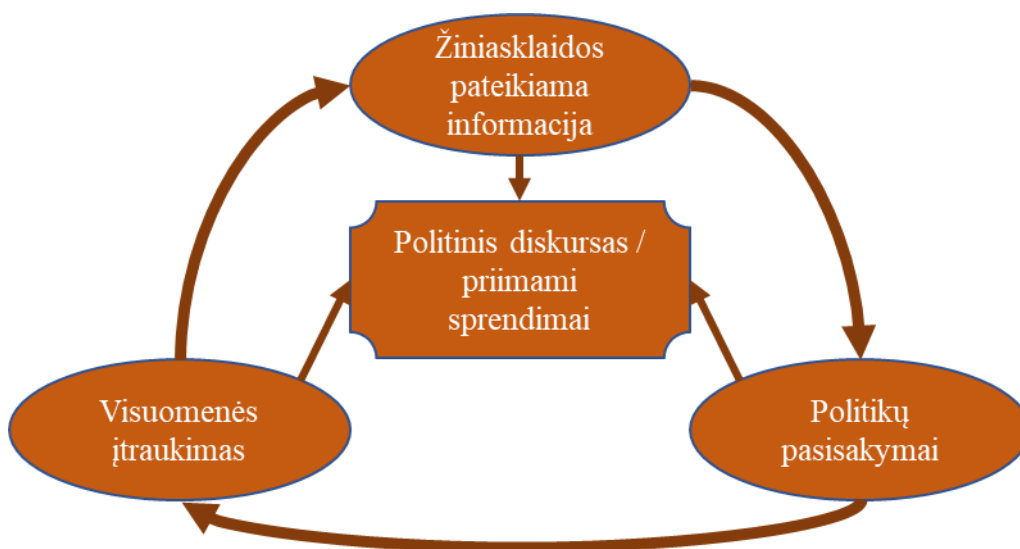 Žiniasklaidos
pateikiama
informacija
Politinis diskursas /
priimami
sprendimai
Visuomenės
įtraukimas
Politikų
pasisakymai